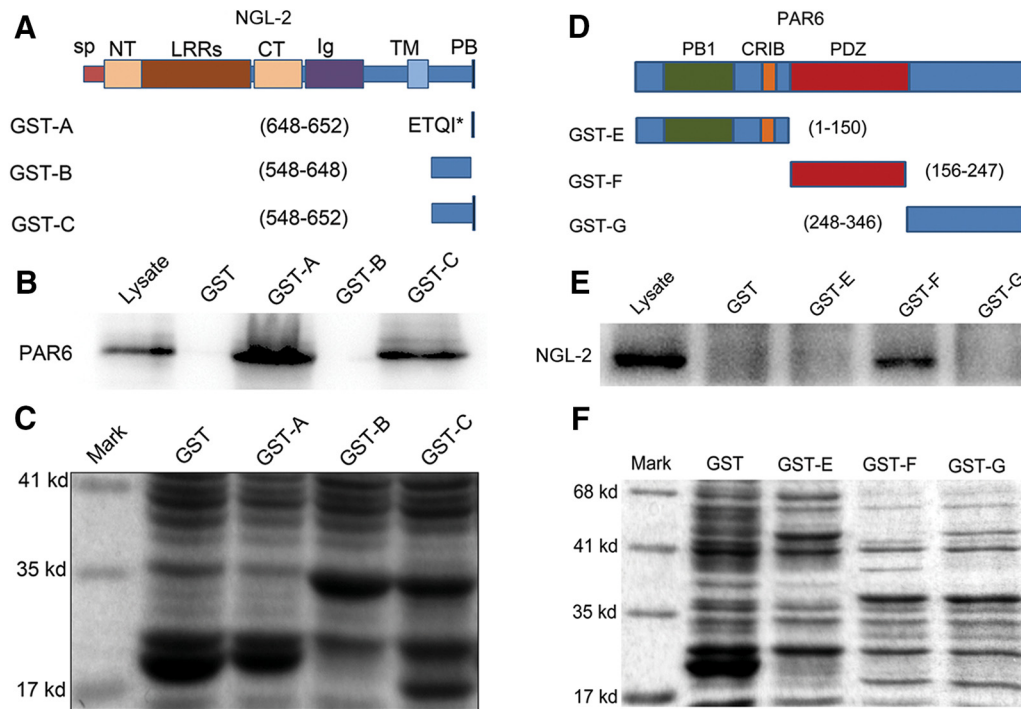 A
NGL-2
sp NT LRRs CT Ig TM PB
GST-A (648-652) ETQI*
GST-B (548-648)
GST-C (548-652)
B
Lysate GST GST-A GST-B GST-C
PAR6
C
Mark GST GST-A GST-B GST-C
41 kd
35 kd
17 kd
D
PAR6
PB1 CRIB PDZ
GST-E (1-150)
GST-F (156-247)
GST-G (248-346)
E
Lysate GST GST-E GST-F GST-G
NGL-2
F
Mark GST GST-E GST-F GST-G
68 kd
41 kd
35 kd
17 kd